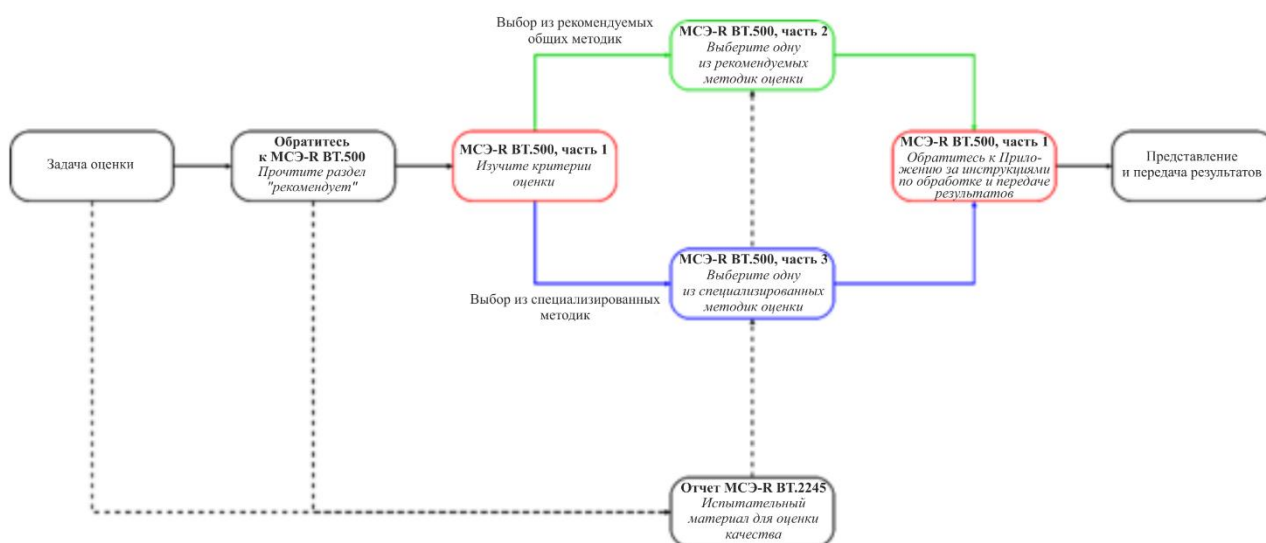 Выбор из рекомендуемых
общих методик
МСЭ-R BT.500, часть 2
Выберите одну
из рекомендуемых
методик оценки
Задача оценки
Обратитесь
к МСЭ-R BT.500
Прочтите раздел
"рекомендует"
МСЭ-R BT.500, часть 1
Изучите критерии
оценки
МСЭ-R BT.500, часть 1
Обратитесь к Прило-
жению за инструкциями
по обработке и передаче
результатов
Представление
и передача результатов
Выбор из специализированных
методик
МСЭ-R BT.500, часть 3
Выберите одну
из специализированных
методик оценки
Отчет МСЭ-R BT.2245
Испытательный
материал для оценки
качества